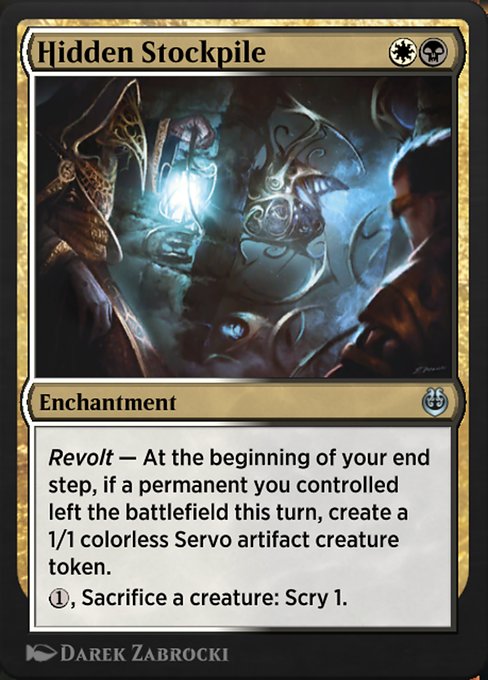 Hidden Stockpile
Enchantment
Revolt — At the beginning of your end
step, if a permanent you controlled
left the battlefield this turn, create a
1/1 colorless Servo artifact creature
token.
1, Sacrifice a creature: Scry 1.
DAREK ZABROCKI